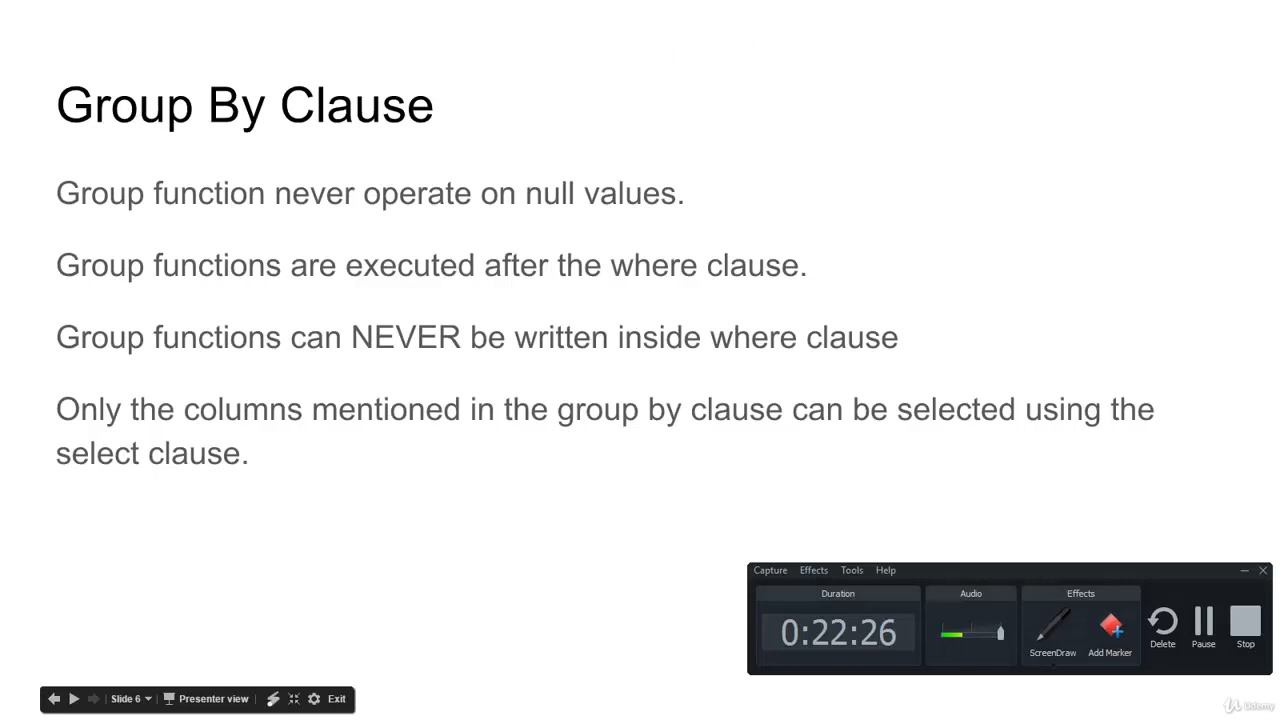 Group By Clause
Group function never operate on null values.
Group functions are executed after the where clause.
Group functions can NEVER be written inside where clause
Only the columns mentioned in the group by clause can be selected using the
select clause.
Capture Effects Tools Help
Duration Audio Effects
0:22:26
ScreenDraw Add Marker Delete Pause Stop
Slide 6 Presenter view Exit
Udemy